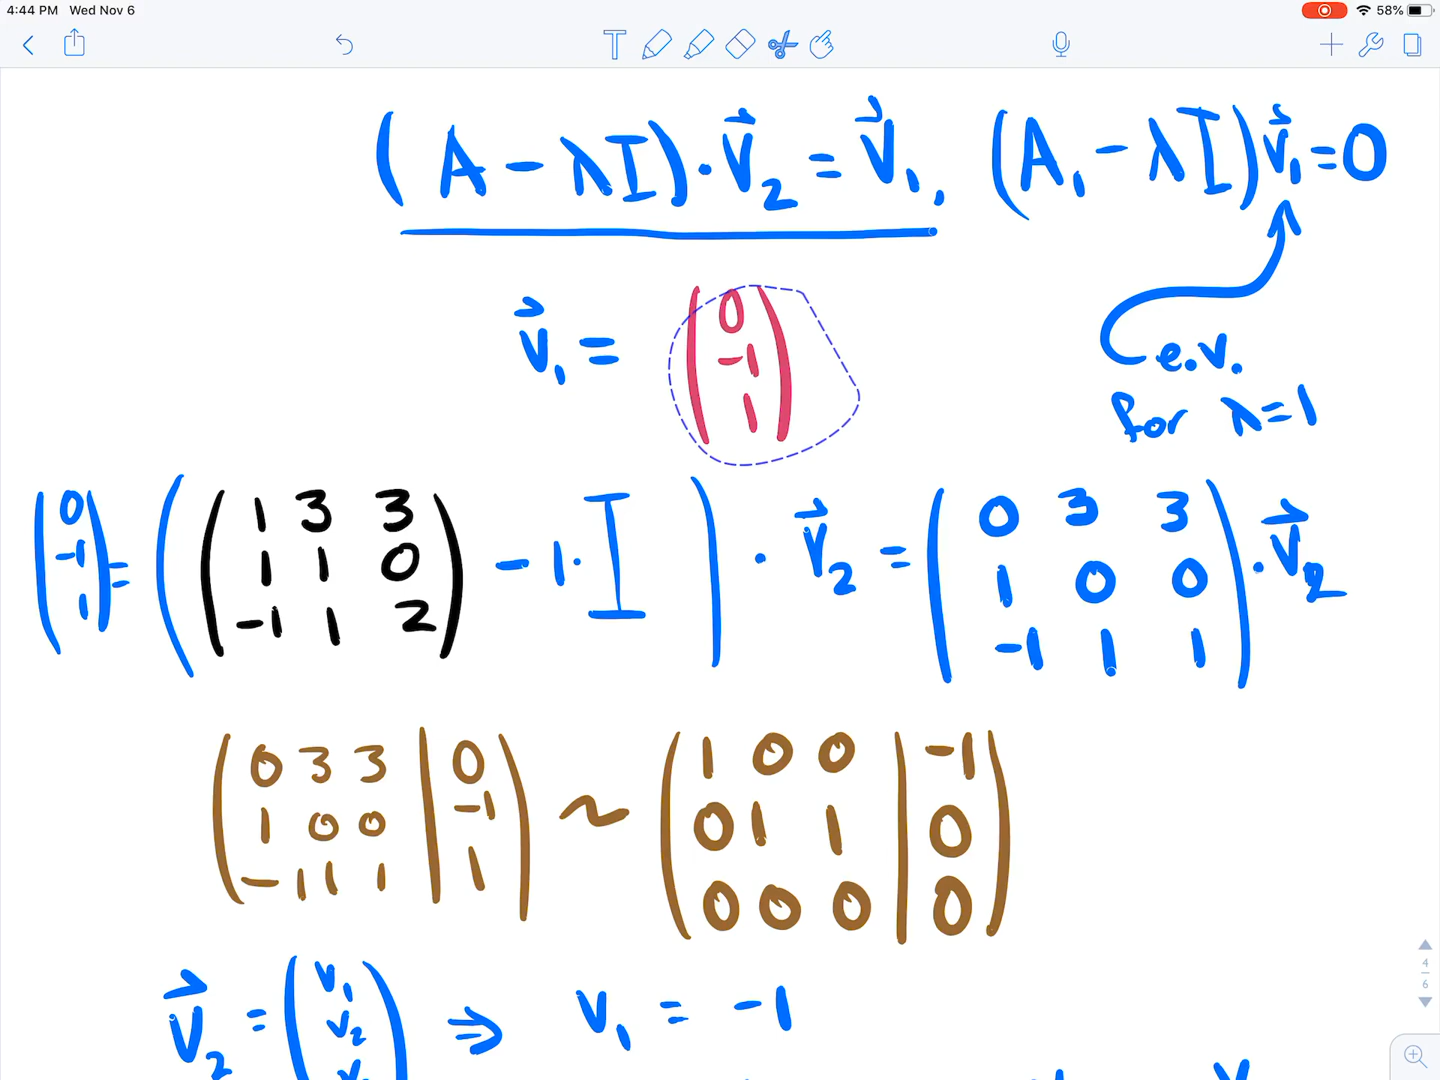 4:44 PM Wed Nov 6 58%
T
(A - λI) · v⃗₂ = v⃗₁, (A₁ - λI) v⃗₁ = 0
v⃗₁ = (0
-1
1)
e.v.
for λ=1
(0 -1 1) = ((1 3 3
1 1 0
-1 1 2) - 1 · I) · v⃗₂ = (0 3 3
1 0 0
-1 1 1) · v⃗₂
(0 3 3 | 0
1 0 0 | -1
-1 1 1 | 1) ~ (1 0 0 | -1
0 1 1 | 0
0 0 0 | 0)
4
6
v⃗₂ = (v₁
v₂ ⇒ v₁ = -1